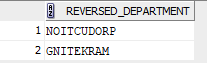 REVERSED_DEPARTMENT
1 NOITCUDORP
2 GNITEKRAM